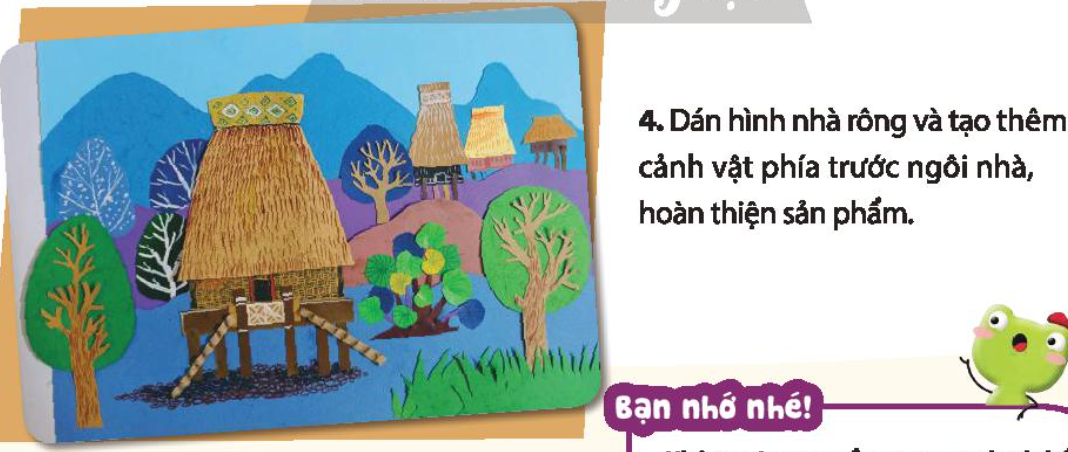 4. Dán hình nhà rông và tạo thêm
cảnh vật phía trước ngôi nhà,
hoàn thiện sản phẩm.
Bạn nhớ nhé!